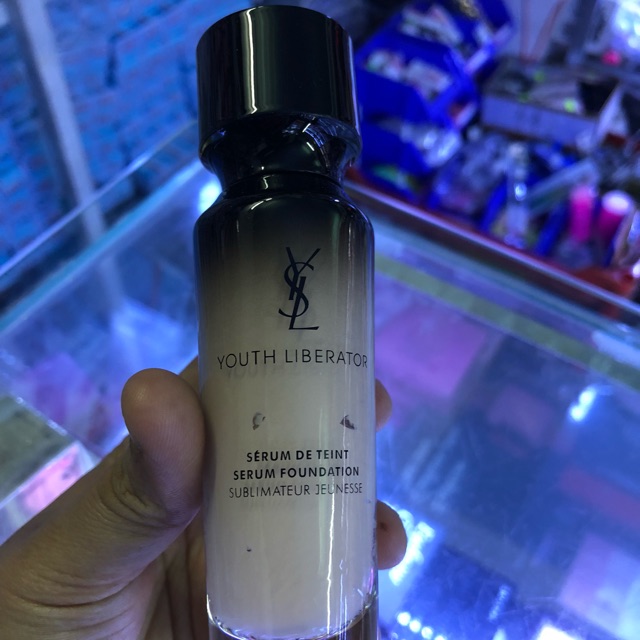 YSL
YOUTH LIBERATOR
SÉRUM DE TEINT
SERUM FOUNDATION
SUBLIMATEUR JEUNESSE